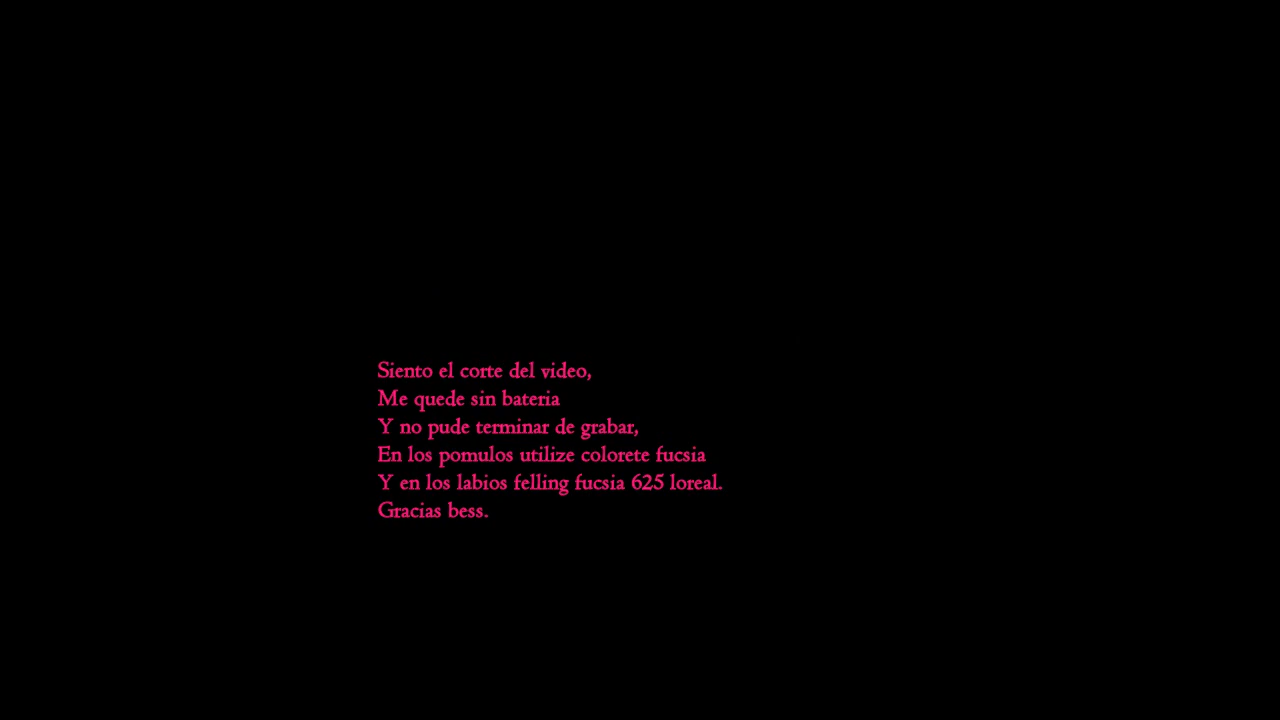 Siento el corte del video,
Me quede sin bateria
Y no pude terminar de grabar,
En los pomulos utilize colorete fucsia
Y en los labios felling fucsia 625 loreal.
Gracias bess.